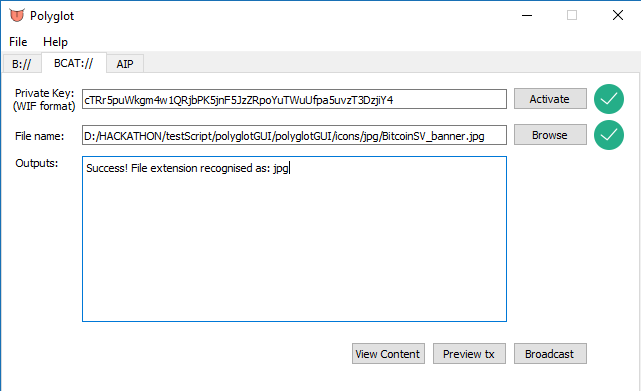 Polyglot
File Help
B:// BCAT:// AIP
Private Key:
(WIF format)
cTRr5puWkgm4w1QRjbPK5jnF5JzZRpoYuTWuUfpa5uvzT3DzjiY4
Activate
File name:
D:/HACKATHON/testScript/polyglotGUI/polyglotGUI/icons/jpg/BitcoinSV_banner.jpg
Browse
Outputs:
Success! File extension recognised as: jpg
View Content Preview tx Broadcast